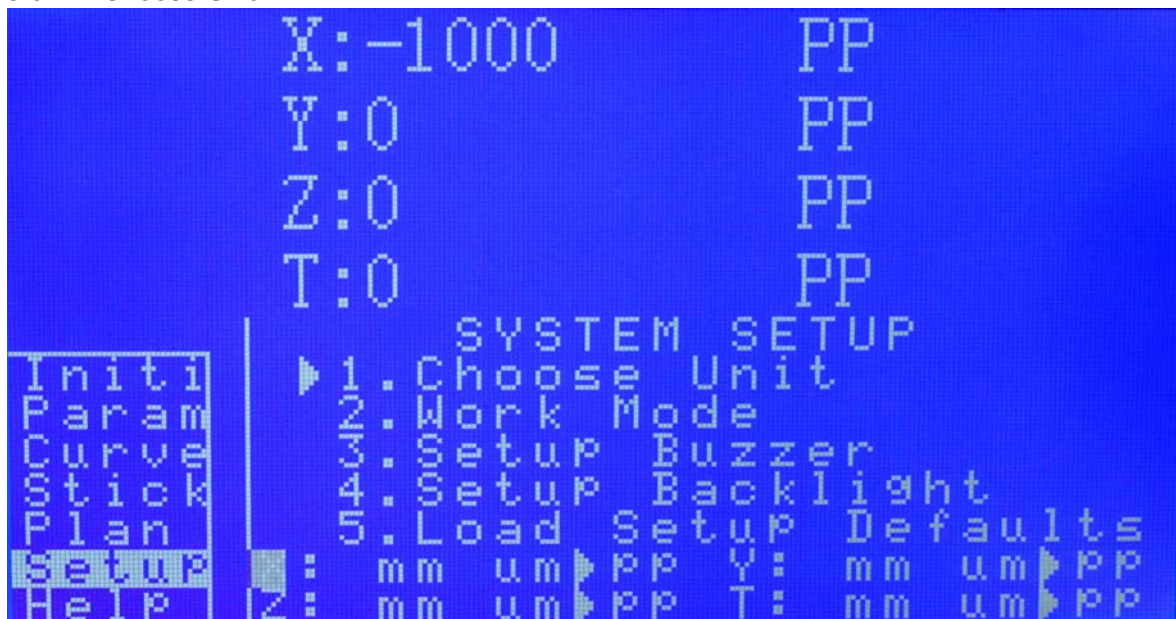 X:-1000 PP
Y:0 PP
Z:0 PP
T:0 PP
SYSTEM SETUP
1.Choose Unit
2.Work Mode
3.Setup Buzzer
4.Setup Backlight
5.Load Setup Defaults
Initi
Param
Curve
Stick
Plan
Setup
Help
X: mm um▶pp Y: mm um▶pp
Z: mm um▶pp T: mm um▶pp